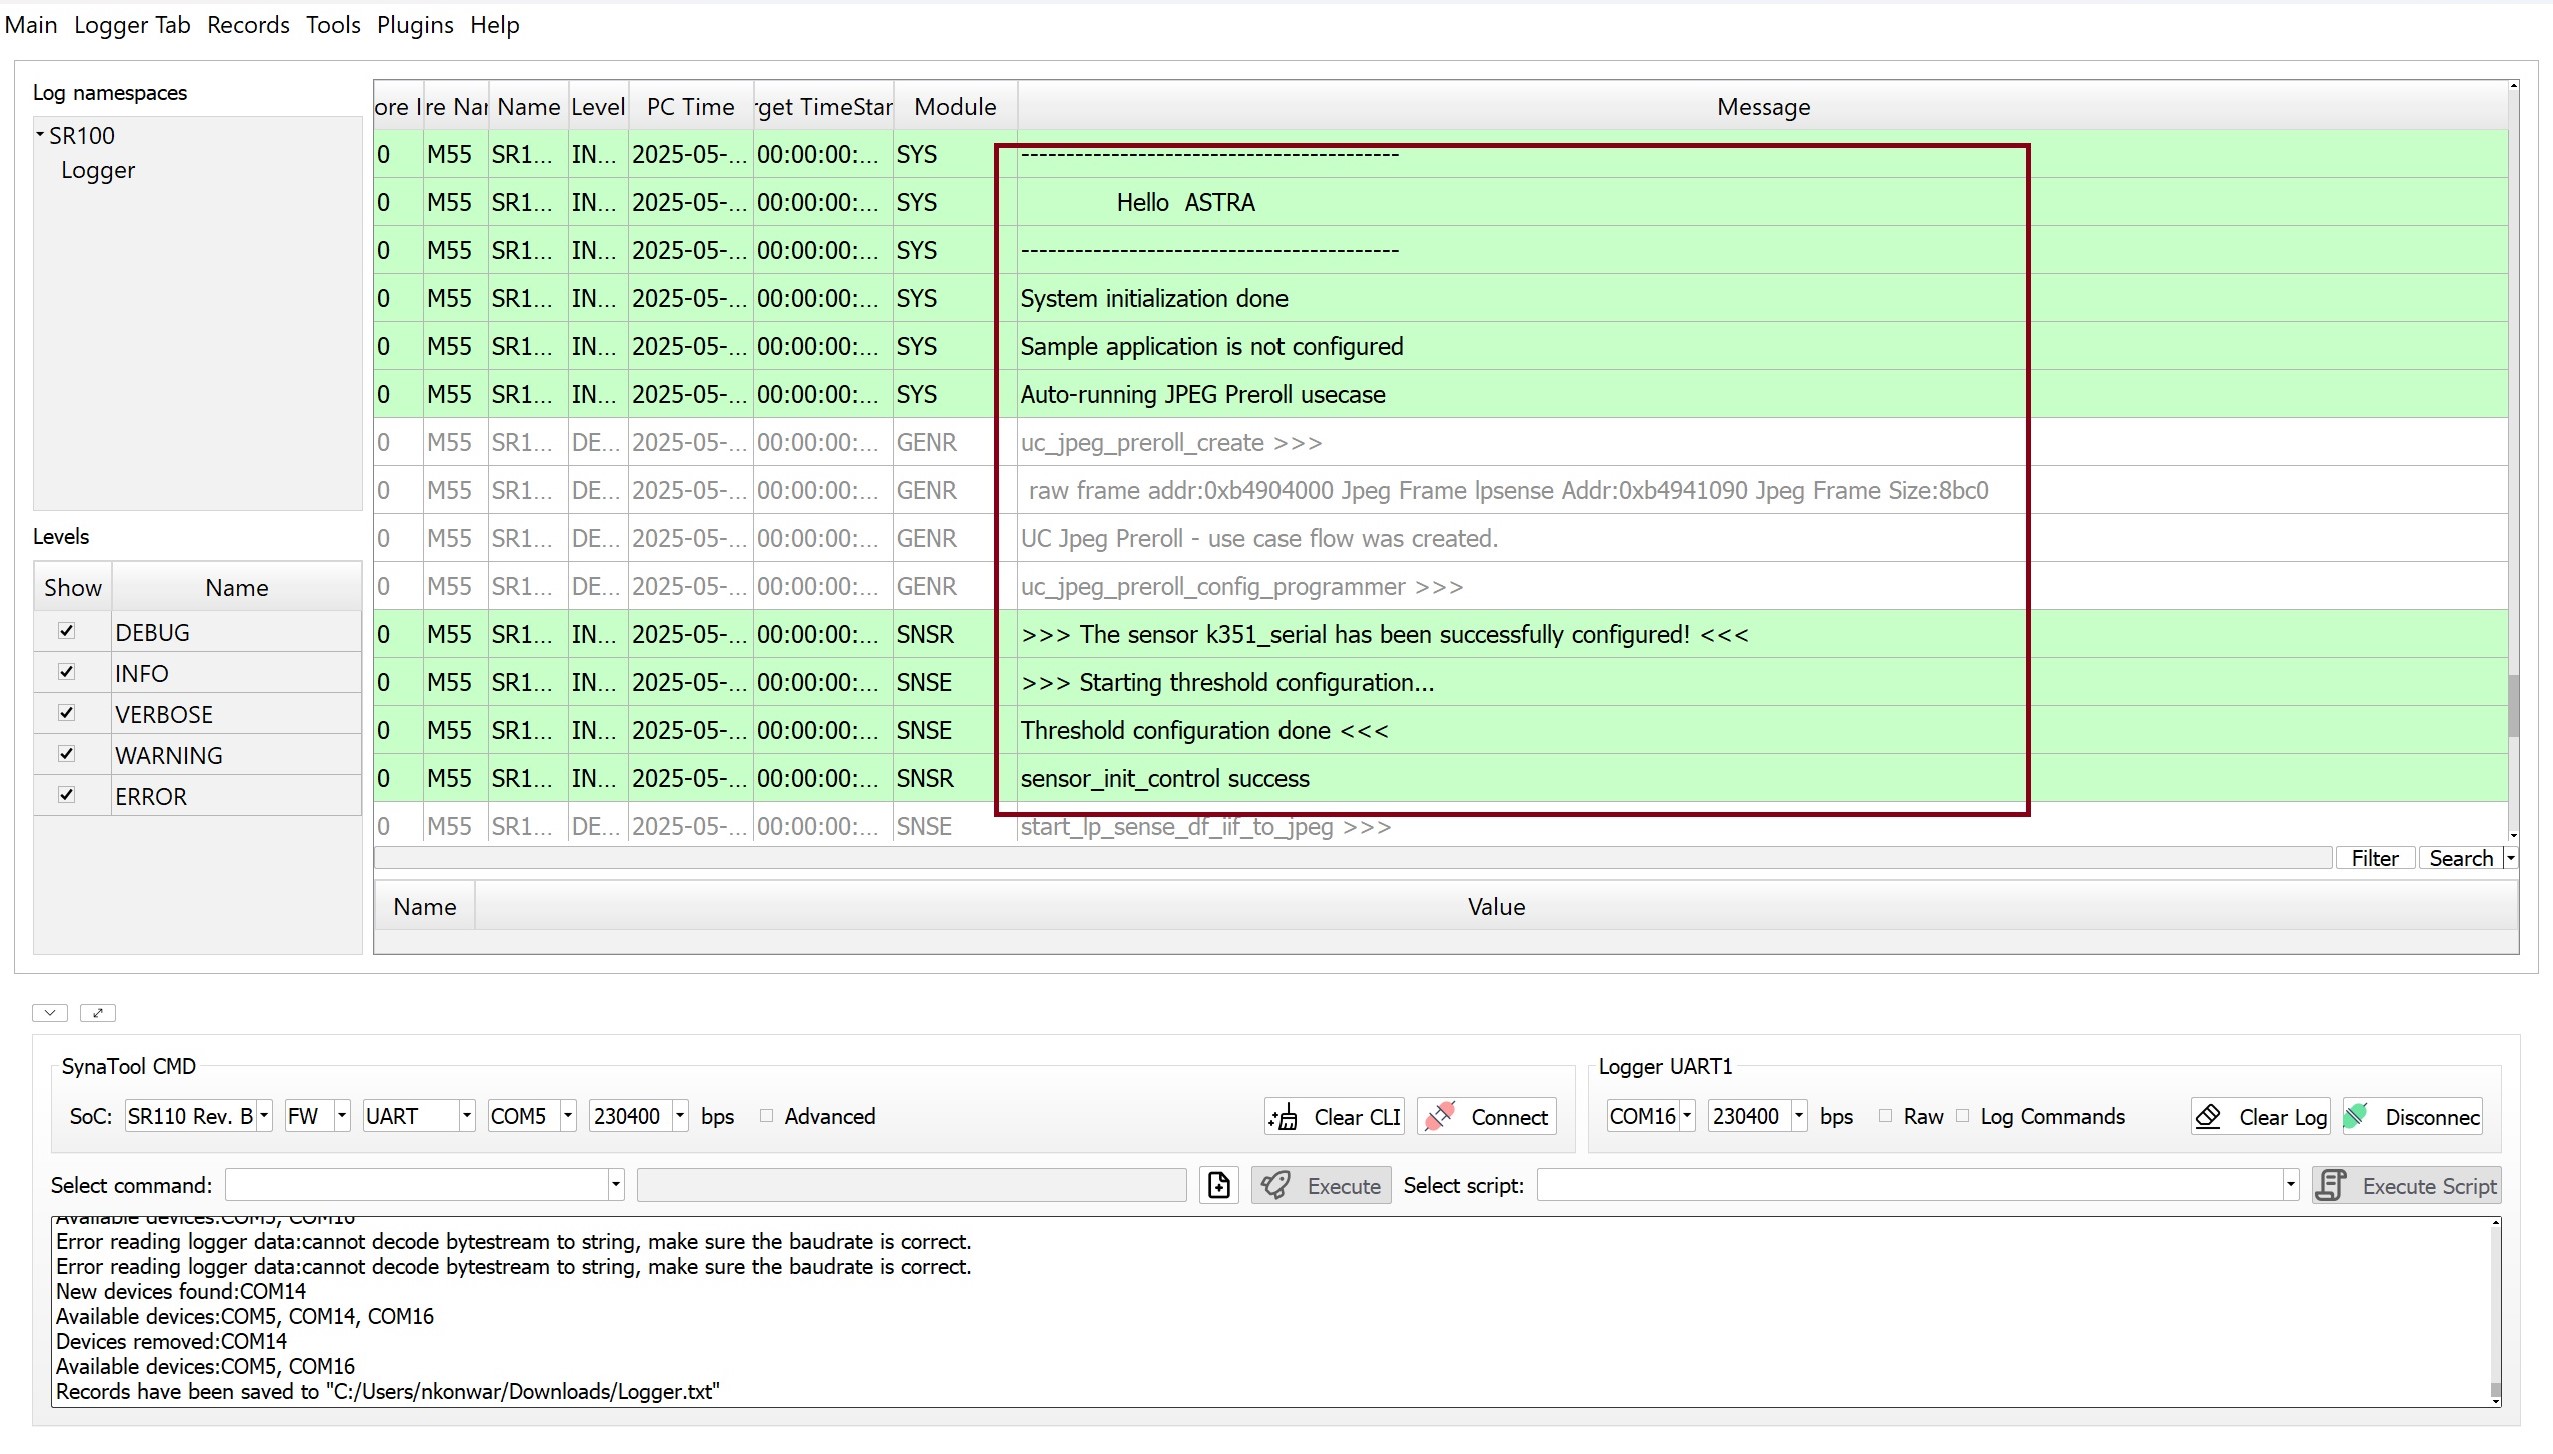 Main Logger Tab Records Tools Plugins Help
Log namespaces
SR100
Logger
Levels
Show Name
DEBUG
INFO
VERBOSE
WARNING
ERROR
ore I re Nar Name Level PC Time rget TimeStar Module Message
0 M55 SR1... IN... 2025-05-... 00:00:00:... SYS ------------------------------------------
0 M55 SR1... IN... 2025-05-... 00:00:00:... SYS Hello ASTRA
0 M55 SR1... IN... 2025-05-... 00:00:00:... SYS ------------------------------------------
0 M55 SR1... IN... 2025-05-... 00:00:00:... SYS System initialization done
0 M55 SR1... IN... 2025-05-... 00:00:00:... SYS Sample application is not configured
0 M55 SR1... IN... 2025-05-... 00:00:00:... SYS Auto-running JPEG Preroll usecase
0 M55 SR1... DE... 2025-05-... 00:00:00:... GENR uc_jpeg_preroll_create >>>
0 M55 SR1... DE... 2025-05-... 00:00:00:... GENR raw frame addr:0xb4904000 Jpeg Frame lpsense Addr:0xb4941090 Jpeg Frame Size:8bc0
0 M55 SR1... DE... 2025-05-... 00:00:00:... GENR UC Jpeg Preroll - use case flow was created.
0 M55 SR1... DE... 2025-05-... 00:00:00:... GENR uc_jpeg_preroll_config_programmer >>>
0 M55 SR1... IN... 2025-05-... 00:00:00:... SNSR >>> The sensor k351_serial has been successfully configured! <<<
0 M55 SR1... IN... 2025-05-... 00:00:00:... SNSE >>> Starting threshold configuration...
0 M55 SR1... IN... 2025-05-... 00:00:00:... SNSE Threshold configuration done <<<
0 M55 SR1... IN... 2025-05-... 00:00:00:... SNSR sensor_init_control success
0 M55 SR1... DE... 2025-05-... 00:00:00:... SNSE start_lp_sense_df_iif_to_jpeg >>>
Filter Search
Name Value
SynaTool CMD
SoC: SR110 Rev. B FW UART COM5 230400 bps Advanced Clear CLI Connect
Logger UART1
COM16 230400 bps Raw Log Commands Clear Log Disconnec
Select command: Execute Select script: Execute Script
Available devices:COM5, COM16
Error reading logger data:cannot decode bytestream to string, make sure the baudrate is correct.
Error reading logger data:cannot decode bytestream to string, make sure the baudrate is correct.
New devices found:COM14
Available devices:COM5, COM14, COM16
Devices removed:COM14
Available devices:COM5, COM16
Records have been saved to "C:/Users/nkonwar/Downloads/Logger.txt"